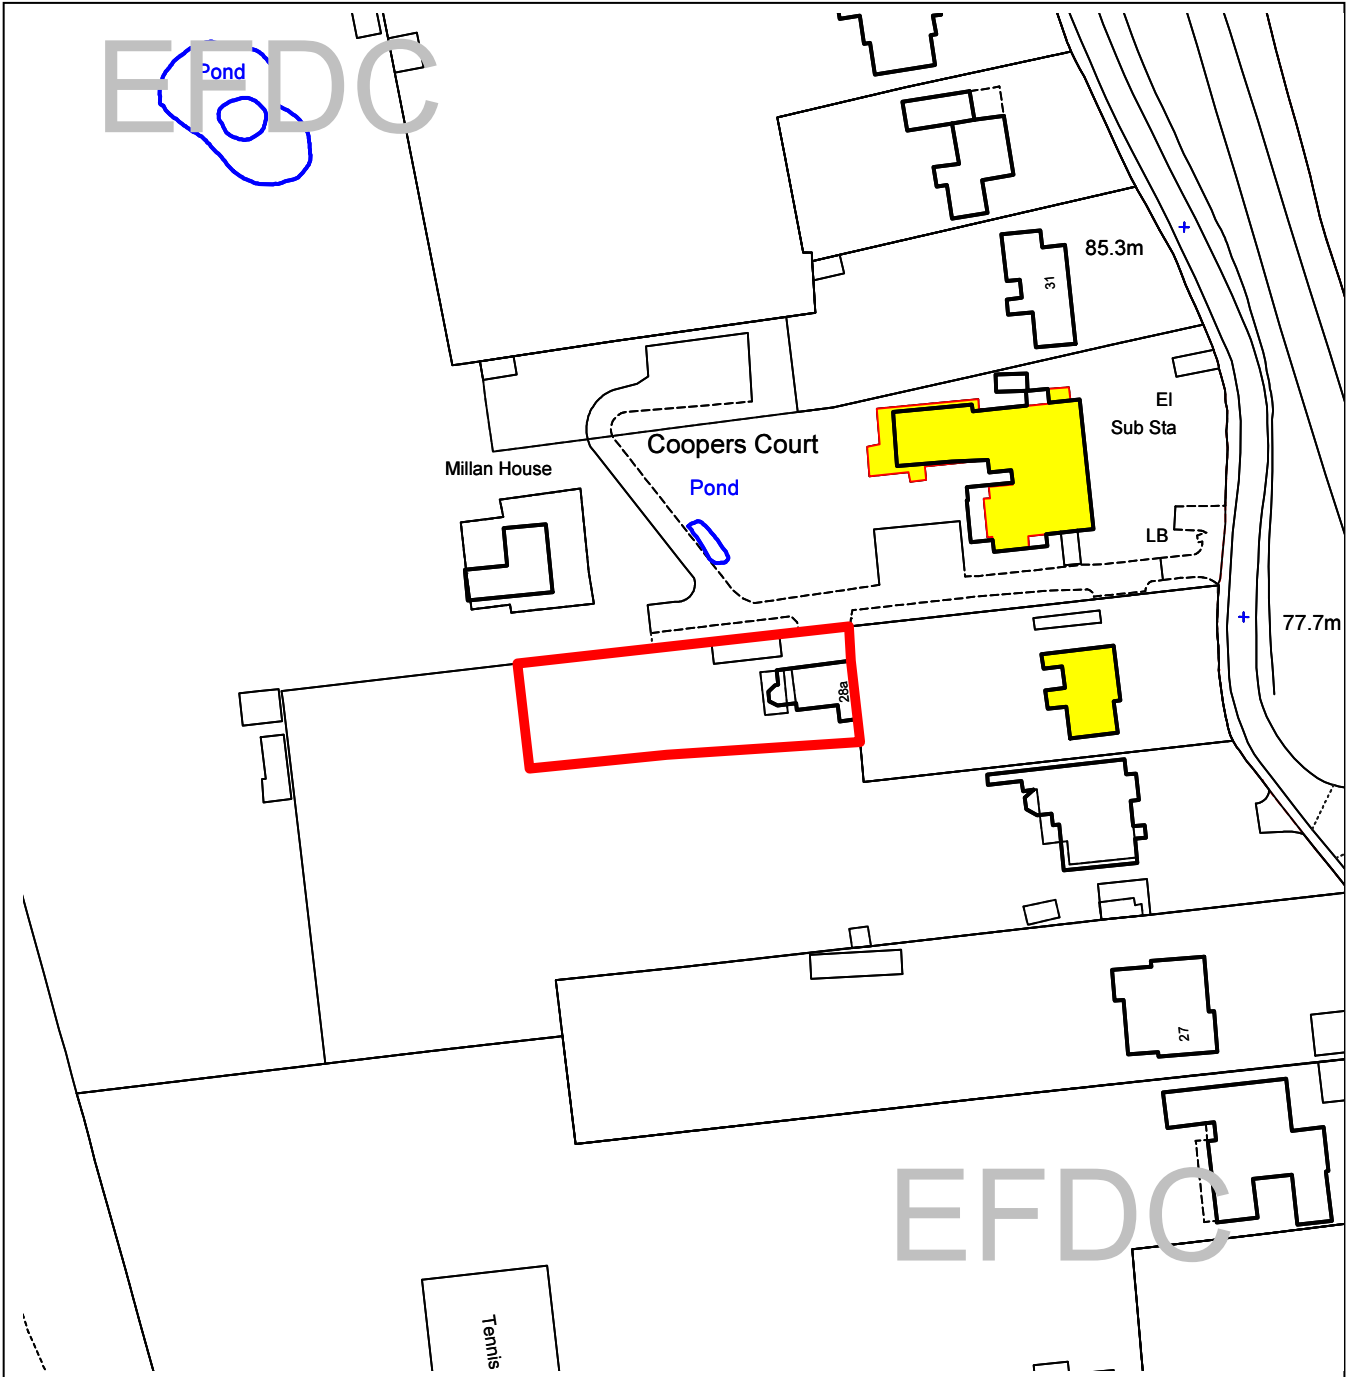 EFDC
Pond
85.3m
31
El
Sub Sta
Coopers Court
Millan House
Pond
LB
77.7m
28a
27
EFDC
Tennis